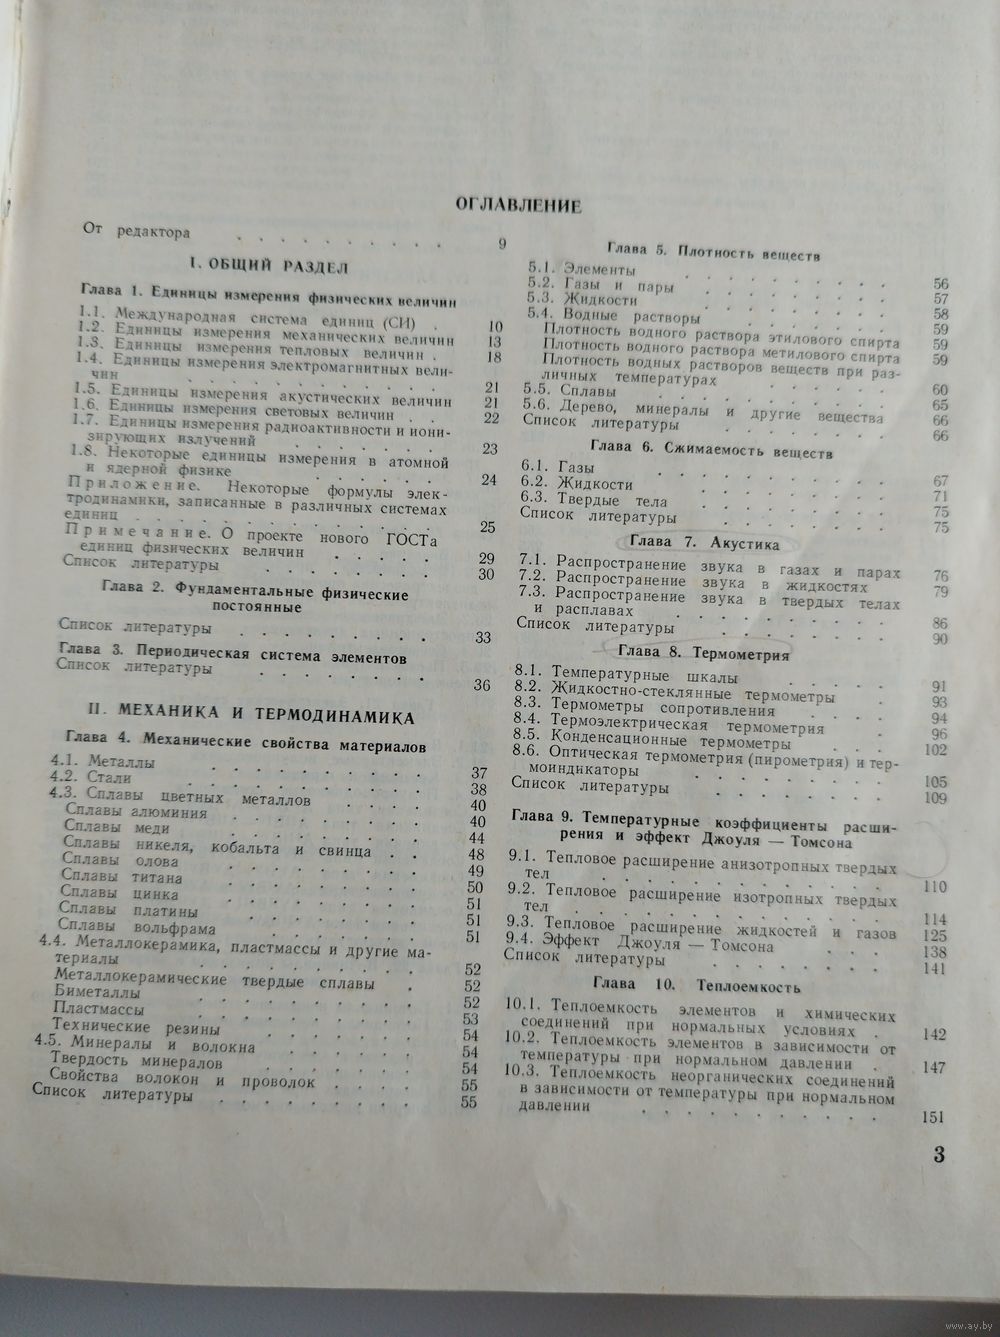 ОГЛАВЛЕНИЕ
От редактора . . . . . . . . . 9
I. ОБЩИЙ РАЗДЕЛ
Глава 1. Единицы измерения физических величин
1.1. Международная система единиц (СИ) . 10
1.2. Единицы измерения механических величин 13
1.3. Единицы измерения тепловых величин . 18
1.4. Единицы измерения электромагнитных вели-
чин . . . . . . . . . . . 21
1.5. Единицы измерения акустических величин 21
1.6. Единицы измерения световых величин . . 22
1.7. Единицы измерения радиоактивности и иони-
зирующих излучений . . . . . . 23
1.8. Некоторые единицы измерения в атомной
и ядерной физике . . . . . . . 24
Приложение. Некоторые формулы элек-
тродинамики, записанные в различных системах
единиц . . . . . . . . . . . 25
Примечание. О проекте нового ГОСТа
единиц физических величин . . . . 29
Список литературы . . . . . . . 30
Глава 2. Фундаментальные физические
постоянные
Список литературы . . . . . . . . 33
Глава 3. Периодическая система элементов
Список литературы . . . . . . . 36
II. МЕХАНИКА И ТЕРМОДИНАМИКА
Глава 4. Механические свойства материалов
4.1. Металлы . . . . . . . . . 37
4.2. Стали . . . . . . . . . . 38
4.3. Сплавы цветных металлов . . . . 40
Сплавы алюминия . . . . . . . 40
Сплавы меди . . . . . . . . 44
Сплавы никеля, кобальта и свинца . . 48
Сплавы олова . . . . . . . . 49
Сплавы титана . . . . . . . . 50
Сплавы цинка . . . . . . . . 51
Сплавы платины . . . . . . . 51
Сплавы вольфрама . . . . . . 51
4.4. Металлокерамика, пластмассы и другие ма-
териалы . . . . . . . . . . 52
Металлокерамические твердые сплавы . 52
Биметаллы . . . . . . . . . 52
Пластмассы . . . . . . . . . 53
Технические резины . . . . . . 54
4.5. Минералы и волокна . . . . . 54
Твердость минералов . . . . . . 54
Свойства волокон и проволок . . . . 55
Список литературы . . . . . . . . 55
Глава 5. Плотность веществ
5.1. Элементы . . . . . . . . 56
5.2. Газы и пары . . . . . . . 57
5.3. Жидкости . . . . . . . . 58
5.4. Водные растворы . . . . . . 59
Плотность водного раствора этилового спирта 59
Плотность водного раствора метилового спирта 59
Плотность водных растворов веществ при раз-
личных температурах . . . . . . 60
5.5. Сплавы . . . . . . . . . 65
5.6. Дерево, минералы и другие вещества 66
Список литературы . . . . . . . 66
Глава 6. Сжимаемость веществ
6.1. Газы . . . . . . . . . 67
6.2. Жидкости . . . . . . . . 71
6.3. Твердые тела . . . . . . . 75
Список литературы . . . . . . . 75
Глава 7. Акустика
7.1. Распространение звука в газах и парах 76
7.2. Распространение звука в жидкостях 79
7.3. Распространение звука в твердых телах
и расплавах . . . . . . . . 86
Список литературы . . . . . . . 90
Глава 8. Термометрия
8.1. Температурные шкалы . . . . . 91
8.2. Жидкостно-стеклянные термометры . . 93
8.3. Термометры сопротивления . . . . 94
8.4. Термоэлектрическая термометрия . . 96
8.5. Конденсационные термометры . . . 102
8.6. Оптическая термометрия (пирометрия) и тер-
моиндикаторы . . . . . . . . 105
Список литературы . . . . . . . 109
Глава 9. Температурные коэффициенты расши-
рения и эффект Джоуля — Томсона
9.1. Тепловое расширение анизотропных твердых
тел . . . . . . . . . . . 110
9.2. Тепловое расширение изотропных твердых
тел . . . . . . . . . . . 114
9.3. Тепловое расширение жидкостей и газов 125
9.4. Эффект Джоуля — Томсона . . . 138
Список литературы . . . . . . . 141
Глава 10. Теплоемкость
10.1. Теплоемкость элементов и химических
соединений при нормальных условиях . 142
10.2. Теплоемкость элементов в зависимости от
температуры при нормальном давлении . 147
10.3. Теплоемкость неорганических соединений
в зависимости от температуры при нормальном
давлении . . . . . . . . . . 151
3
www.ay.by